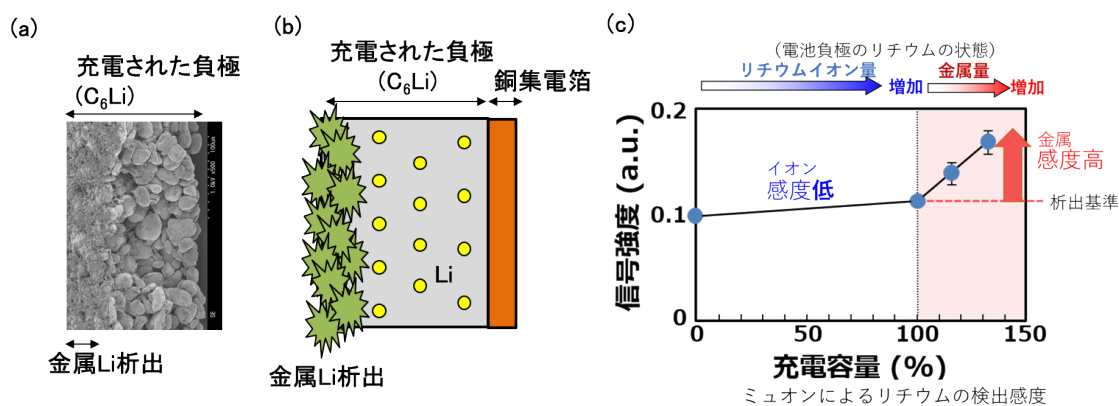 (a)
充電された負極
(C6Li)
100μm
x500
1.0kV
SE
金属Li析出
(b)
充電された負極
(C6Li)
銅集電箔
Li
金属Li析出
(c)
(電池負極のリチウムの状態)
リチウムイオン量
増加
金属量
増加
0.2
0.1
0
信号強度 (a.u.)
イオン
感度低
金属
感度高
析出基準
0
50
100
150
充電容量 (%)
ミュオンによるリチウムの検出感度